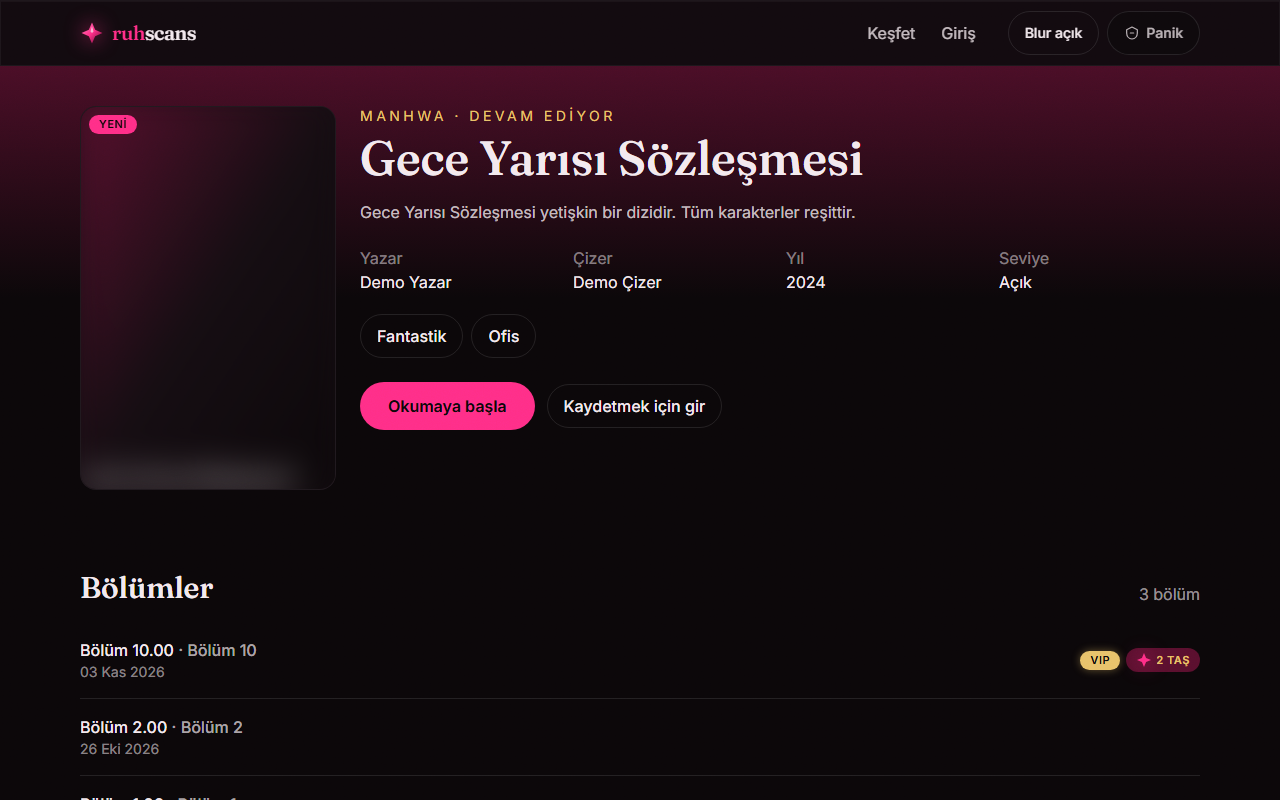 ruhscans
Keşfet
Giriş
Blur açık
Panik
YENİ
MANHWA · DEVAM EDİYOR
Gece Yarısı Sözleşmesi
Gece Yarısı Sözleşmesi yetişkin bir dizidir. Tüm karakterler reşittir.
Yazar
Demo Yazar
Çizer
Demo Çizer
Yıl
2024
Seviye
Açık
Fantastik
Ofis
Okumaya başla
Kaydetmek için gir
Bölümler
3 bölüm
Bölüm 10.00 · Bölüm 10
03 Kas 2026
VIP
2 TAŞ
Bölüm 2.00 · Bölüm 2
26 Eki 2026